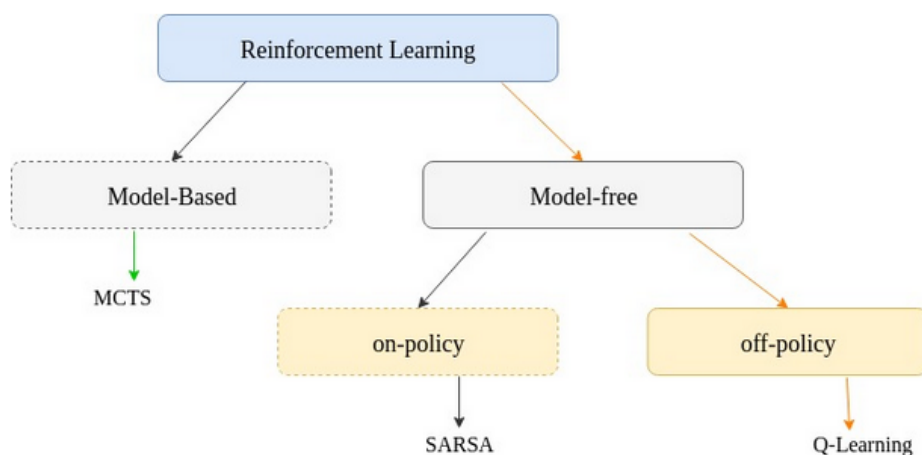 Reinforcement Learning
Model-Based
Model-free
MCTS
on-policy
off-policy
SARSA
Q-Learning